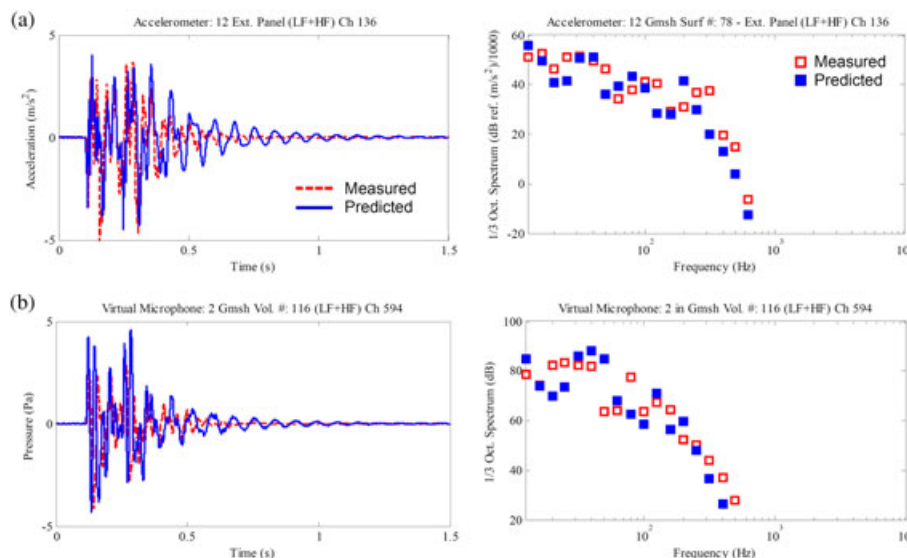 (a)
Accelerometer: 12 Ext. Panel (LF+HF) Ch 136
5
0
-5
Acceleration (m/s²)
Measured
Predicted
0 0.5 1 1.5
Time (s)
Accelerometer: 12 Gmsh Surf #: 78 - Ext. Panel (LF+HF) Ch 136
60
40
20
0
-20
1/3 Oct. Spectrum (dB ref. (m/s²)/1000)
Measured
Predicted
10² 10³ 10
Frequency (Hz)
(b)
Virtual Microphone: 2 Gmsh Vol. #: 116 (LF+HF) Ch 594
5
0
-5
Pressure (Pa)
0 0.5 1 1.5
Time (s)
Virtual Microphone: 2 in Gmsh Vol. #: 116 (LF+HF) Ch 594
100
80
60
40
20
1/3 Oct. Spectrum (dB)
10² 10³ 10
Frequency (Hz)